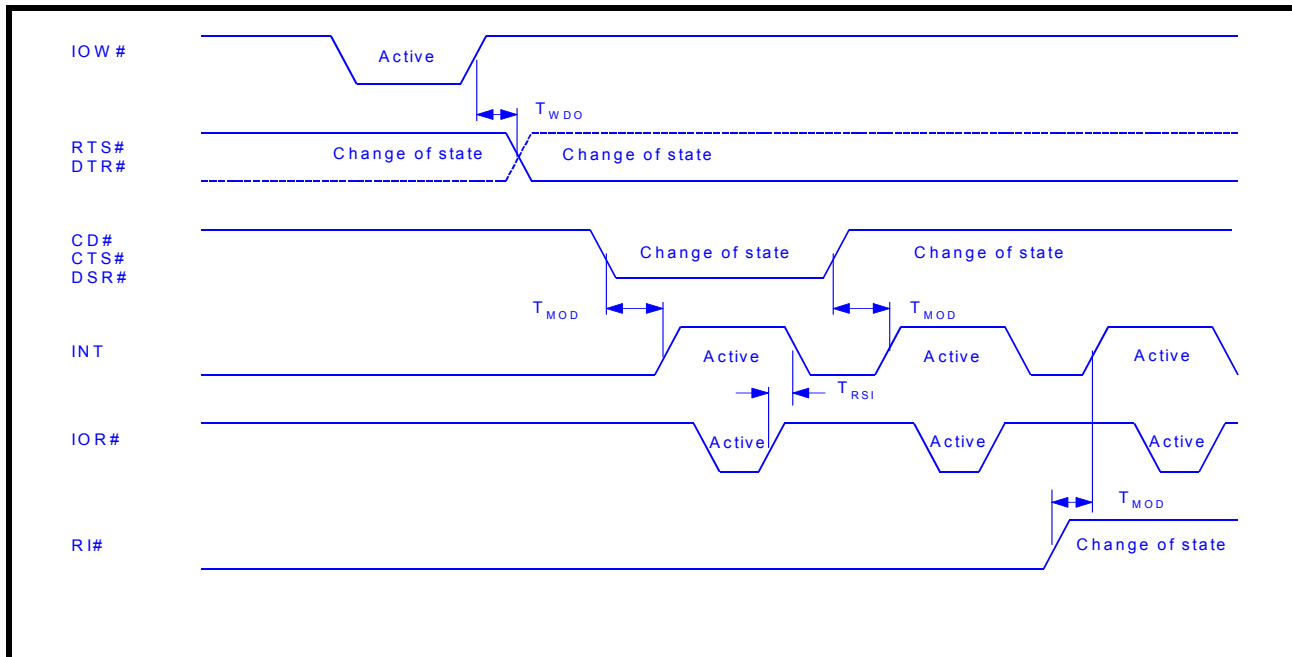 IOW#
Active
TWDO
RTS#
DTR#
Change of state Change of state
CD#
CTS#
DSR#
Change of state Change of state
TMOD TMOD
INT
Active Active Active
TRSI
IOR#
Active Active Active
TMOD
RI#
Change of state